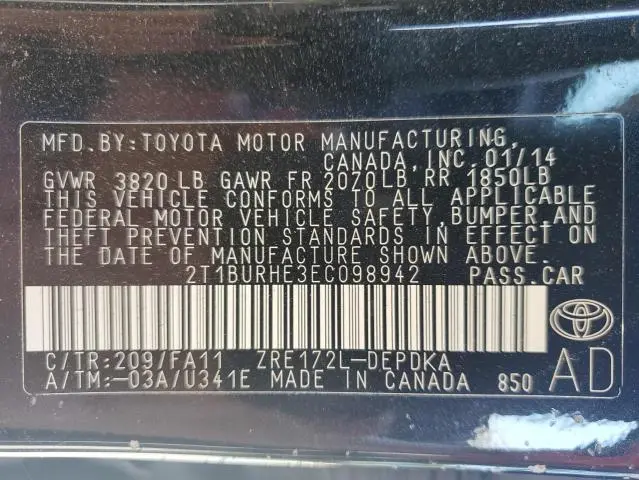 MFD. BY: TOYOTA MOTOR MANUFACTURING,
CANADA, INC. 01/14
GVWR 3820 LB GAWR FR 2070LB, RR 1850LB
THIS VEHICLE CONFORMS TO ALL APPLICABLE
FEDERAL MOTOR VEHICLE SAFETY, BUMPER, AND
THEFT PREVENTION STANDARDS IN EFFECT ON
THE DATE OF MANUFACTURE SHOWN ABOVE.
2T1BURHE3EC098942 PASS. CAR
C/TR: 209/FA11 ZRE172L-DEPDKA
A/TM:-03A/U341E MADE IN CANADA 850
AD